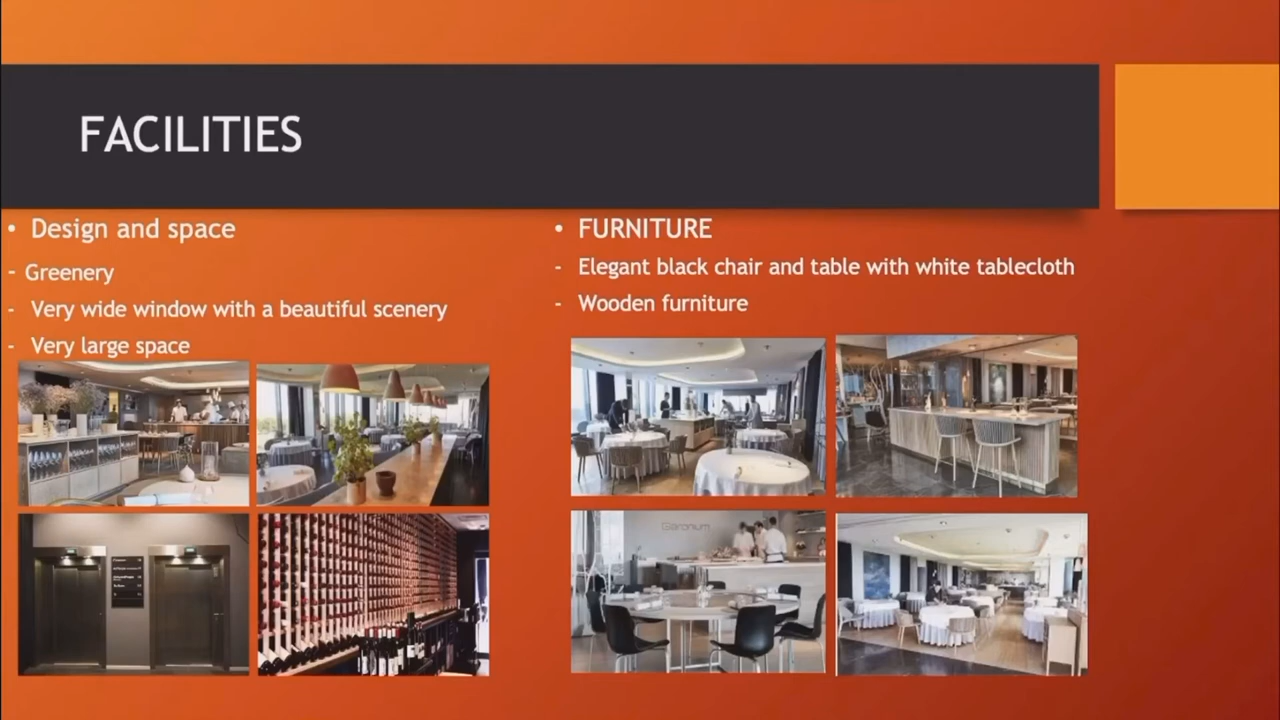 FACILITIES
• Design and space
- Greenery
- Very wide window with a beautiful scenery
- Very large space
• FURNITURE
- Elegant black chair and table with white tablecloth
- Wooden furniture
Geranium